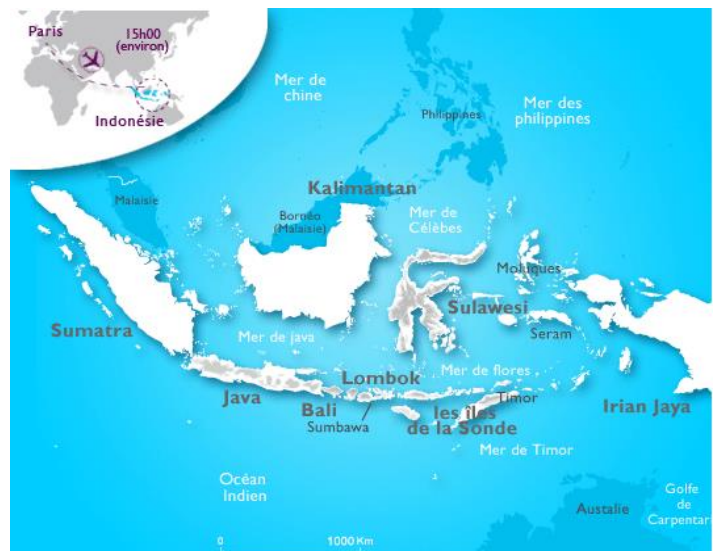 Paris
15h00
(environ)
Indonésie
Mer de
chine
Mer des
philippines
Philippines
Malaisie
Kalimantan
Bornéo
(Malaisie)
Mer de
Célèbes
Moluques
Sulawesi
Seram
Sumatra
Mer de Java
Mer de flores
Lombok
Java
Bali
Sumbawa
les îles
de la Sonde
Timor
Irian Jaya
Mer de Timor
Océan
Indien
Austalie
Golfe
de
Carpentari
0
1000 Km